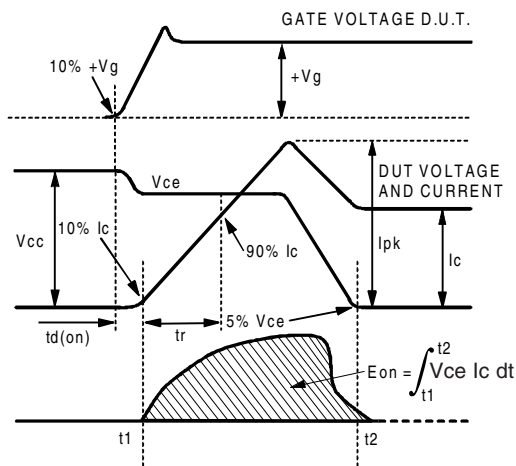 GATE VOLTAGE D.U.T.
10% +Vg
+Vg
Vce
DUT VOLTAGE
AND CURRENT
10% Ic
Vcc
90% Ic
Ipk
Ic
td(on)
tr
5% Vce
Eon = ∫ Vce Ic dt
t2
t1
t1
t2